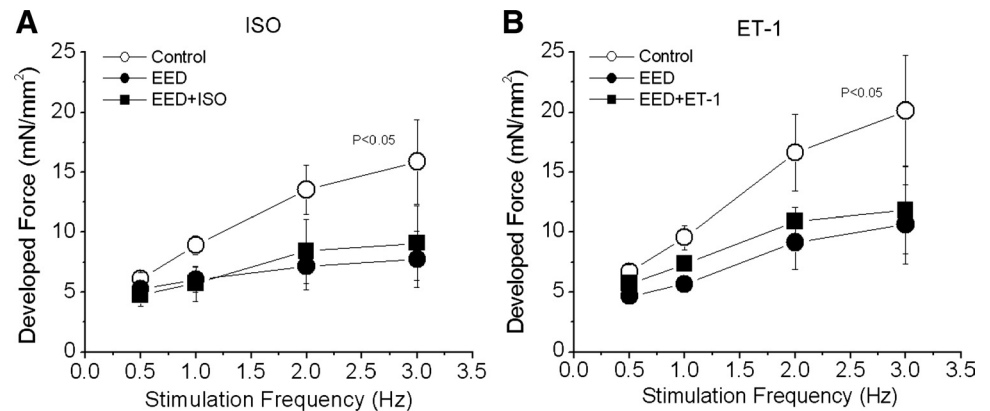 A
ISO
Control
EED
EED+ISO
P<0.05
Developed Force (mN/mm²)
25
20
15
10
5
0
0.0 0.5 1.0 1.5 2.0 2.5 3.0 3.5
Stimulation Frequency (Hz)
B
ET-1
Control
EED
EED+ET-1
P<0.05
Developed Force (mN/mm²)
25
20
15
10
5
0
0.0 0.5 1.0 1.5 2.0 2.5 3.0 3.5
Stimulation Frequency (Hz)